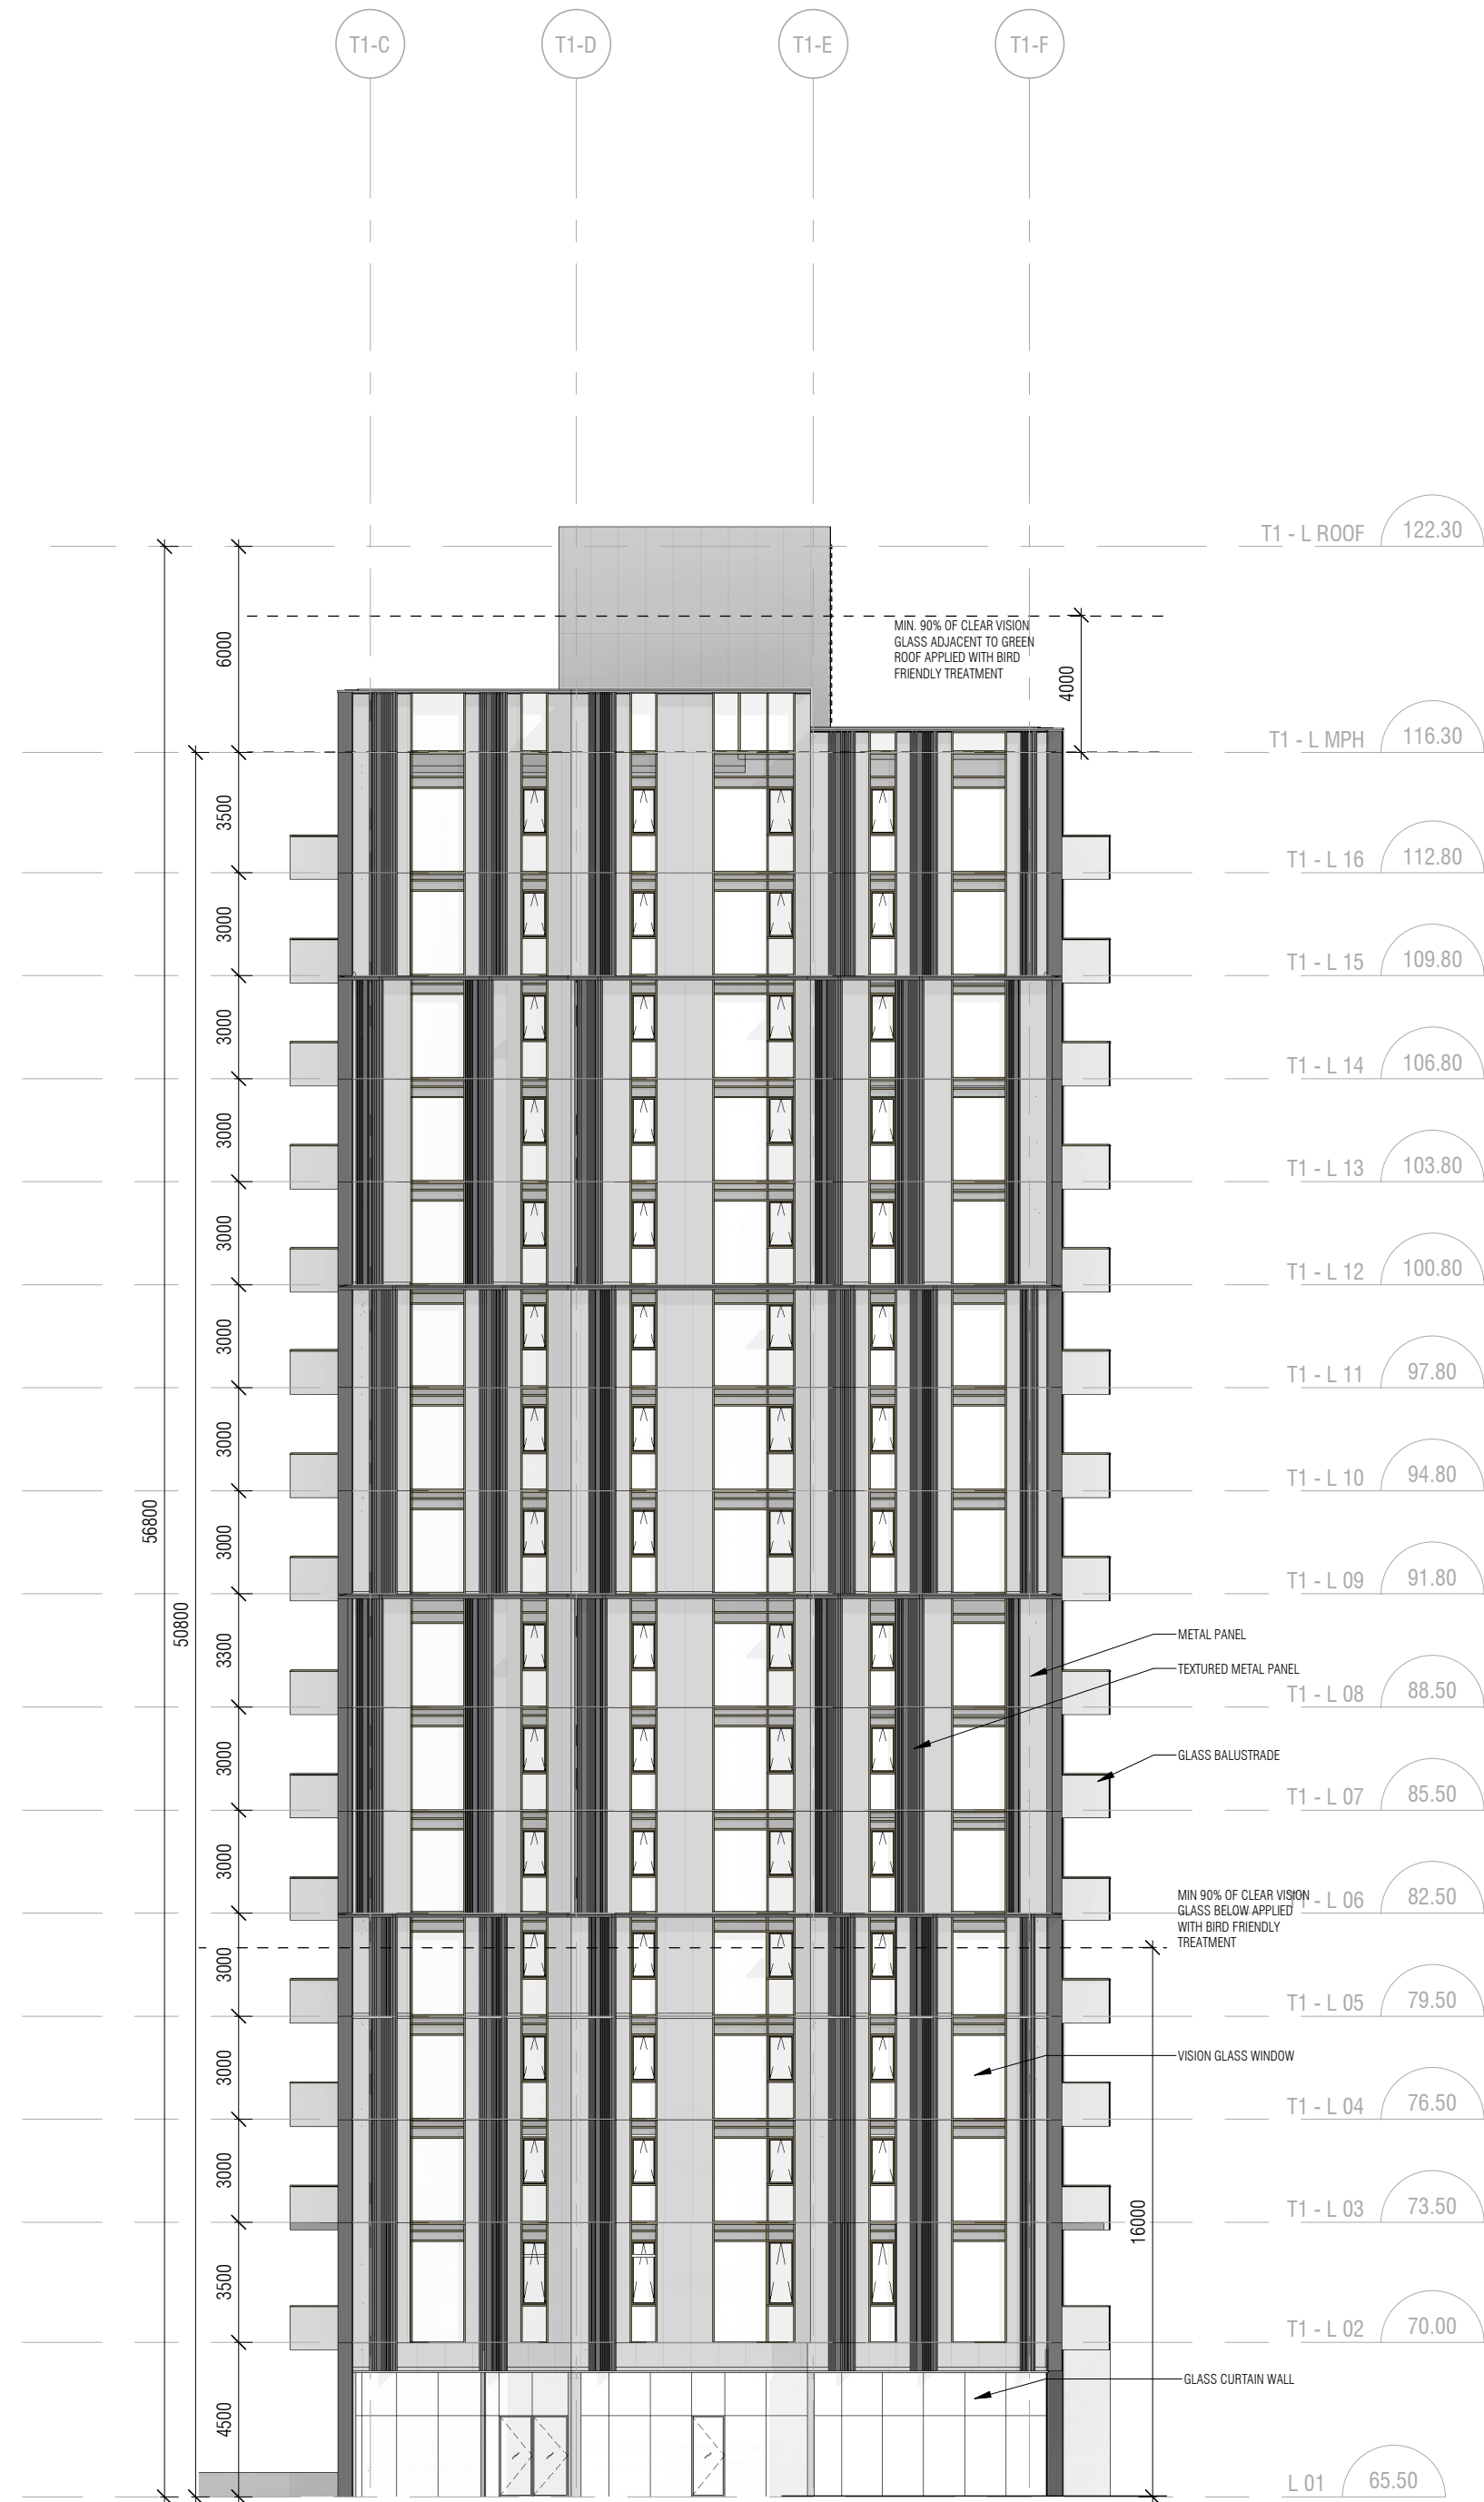 T1-C
T1-D
T1-E
T1-F
T1 - L ROOF 122.30
6000
MIN. 90% OF CLEAR VISION
GLASS ADJACENT TO GREEN
ROOF APPLIED WITH BIRD
FRIENDLY TREATMENT
4000
T1 - L MPH 116.30
3500
T1 - L 16 112.80
3000
T1 - L 15 109.80
3000
T1 - L 14 106.80
3000
T1 - L 13 103.80
3000
T1 - L 12 100.80
3000
T1 - L 11 97.80
3000
T1 - L 10 94.80
56800
3000
T1 - L 09 91.80
50800
3300
METAL PANEL
TEXTURED METAL PANEL
T1 - L 08 88.50
3000
GLASS BALUSTRADE
T1 - L 07 85.50
3000
T1 - L 06 82.50
MIN 90% OF CLEAR VISION
GLASS BELOW APPLIED
WITH BIRD FRIENDLY
TREATMENT
3000
T1 - L 05 79.50
3000
VISION GLASS WINDOW
T1 - L 04 76.50
3000
T1 - L 03 73.50
16000
3500
T1 - L 02 70.00
GLASS CURTAIN WALL
4500
L 01 65.50